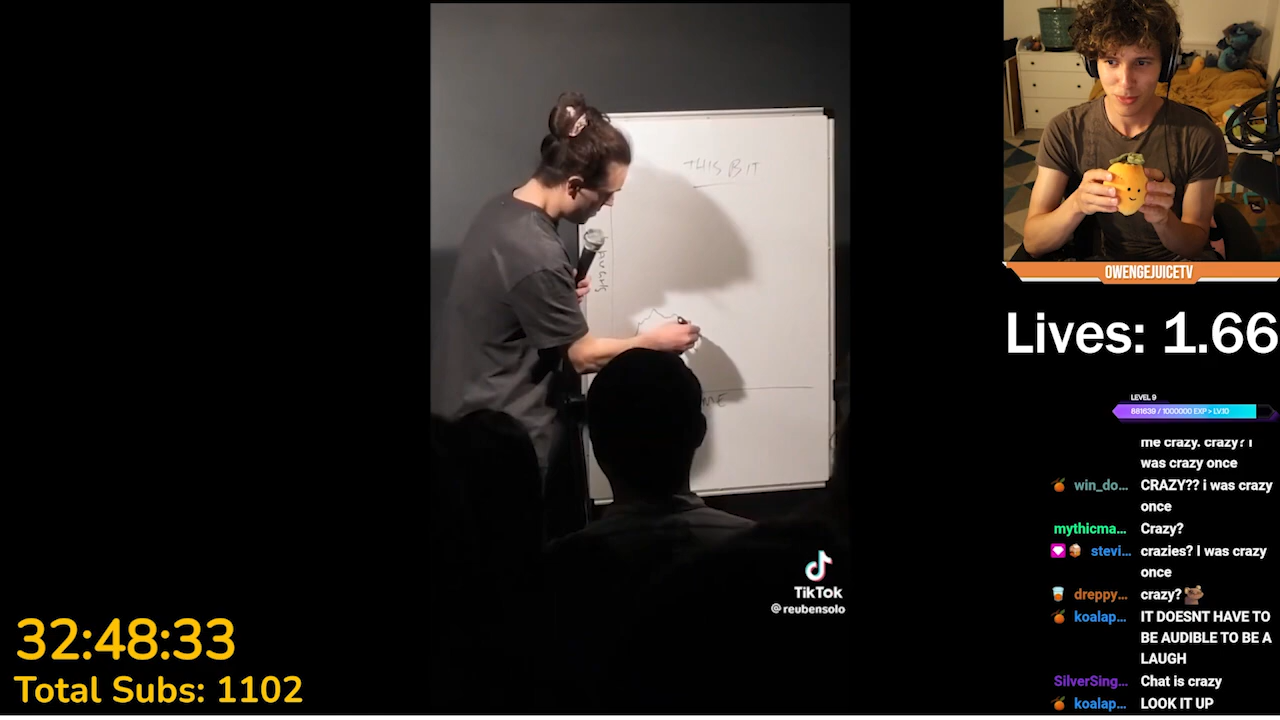 THIS BIT
TikTok
@reubensolo
32:48:33
Total Subs: 1102
OWENGEJUICETV
Lives: 1.66
LEVEL 9
881639 / 1000000 EXP > LV.10
me crazy. crazy? I
was crazy once
win_do... CRAZY?? i was crazy
once
mythicma... Crazy?
stevi... crazies? I was crazy
once
dreppy... crazy?
koalap... IT DOESNT HAVE TO
BE AUDIBLE TO BE A
LAUGH
SilverSing... Chat is crazy
koalap... LOOK IT UP